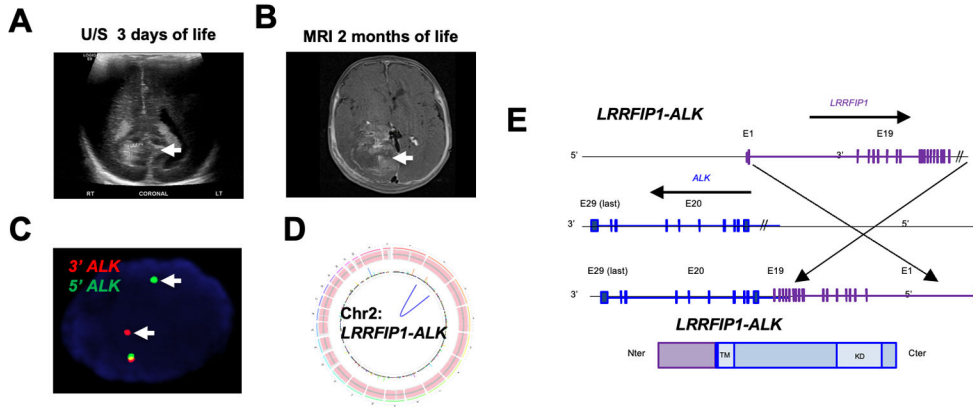 A
U/S 3 days of life
RT
CORONAL
LT
B
MRI 2 months of life
C
3' ALK
5' ALK
D
Chr2:
LRRFIP1-ALK
E
LRRFIP1-ALK
LRRFIP1
E1
E19
5'
3'
//
ALK
E29 (last)
E20
3'
//
5'
E29 (last)
E20
E19
E1
3'
5'
LRRFIP1-ALK
Nter
TM
KD
Cter